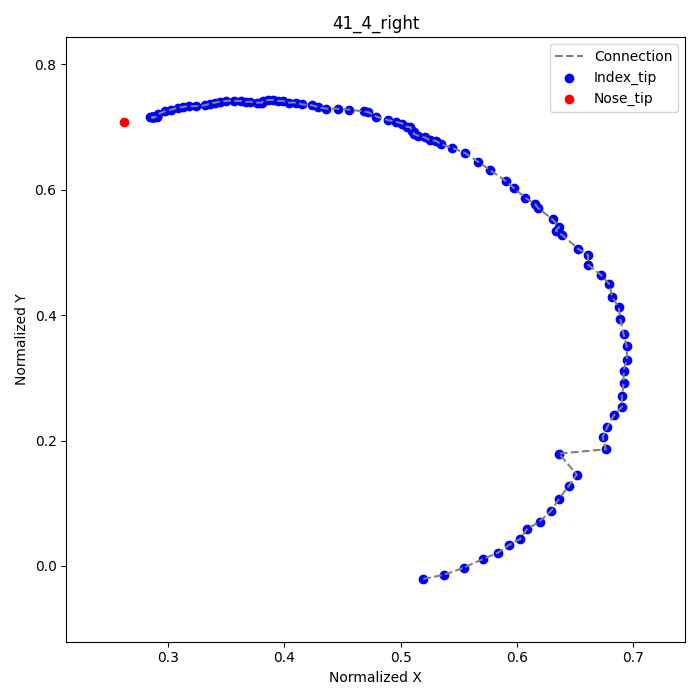 41_4_right
Connection
Index_tip
Nose_tip
Normalized Y
0.8
0.6
0.4
0.2
0.0
0.3 0.4 0.5 0.6 0.7
Normalized X